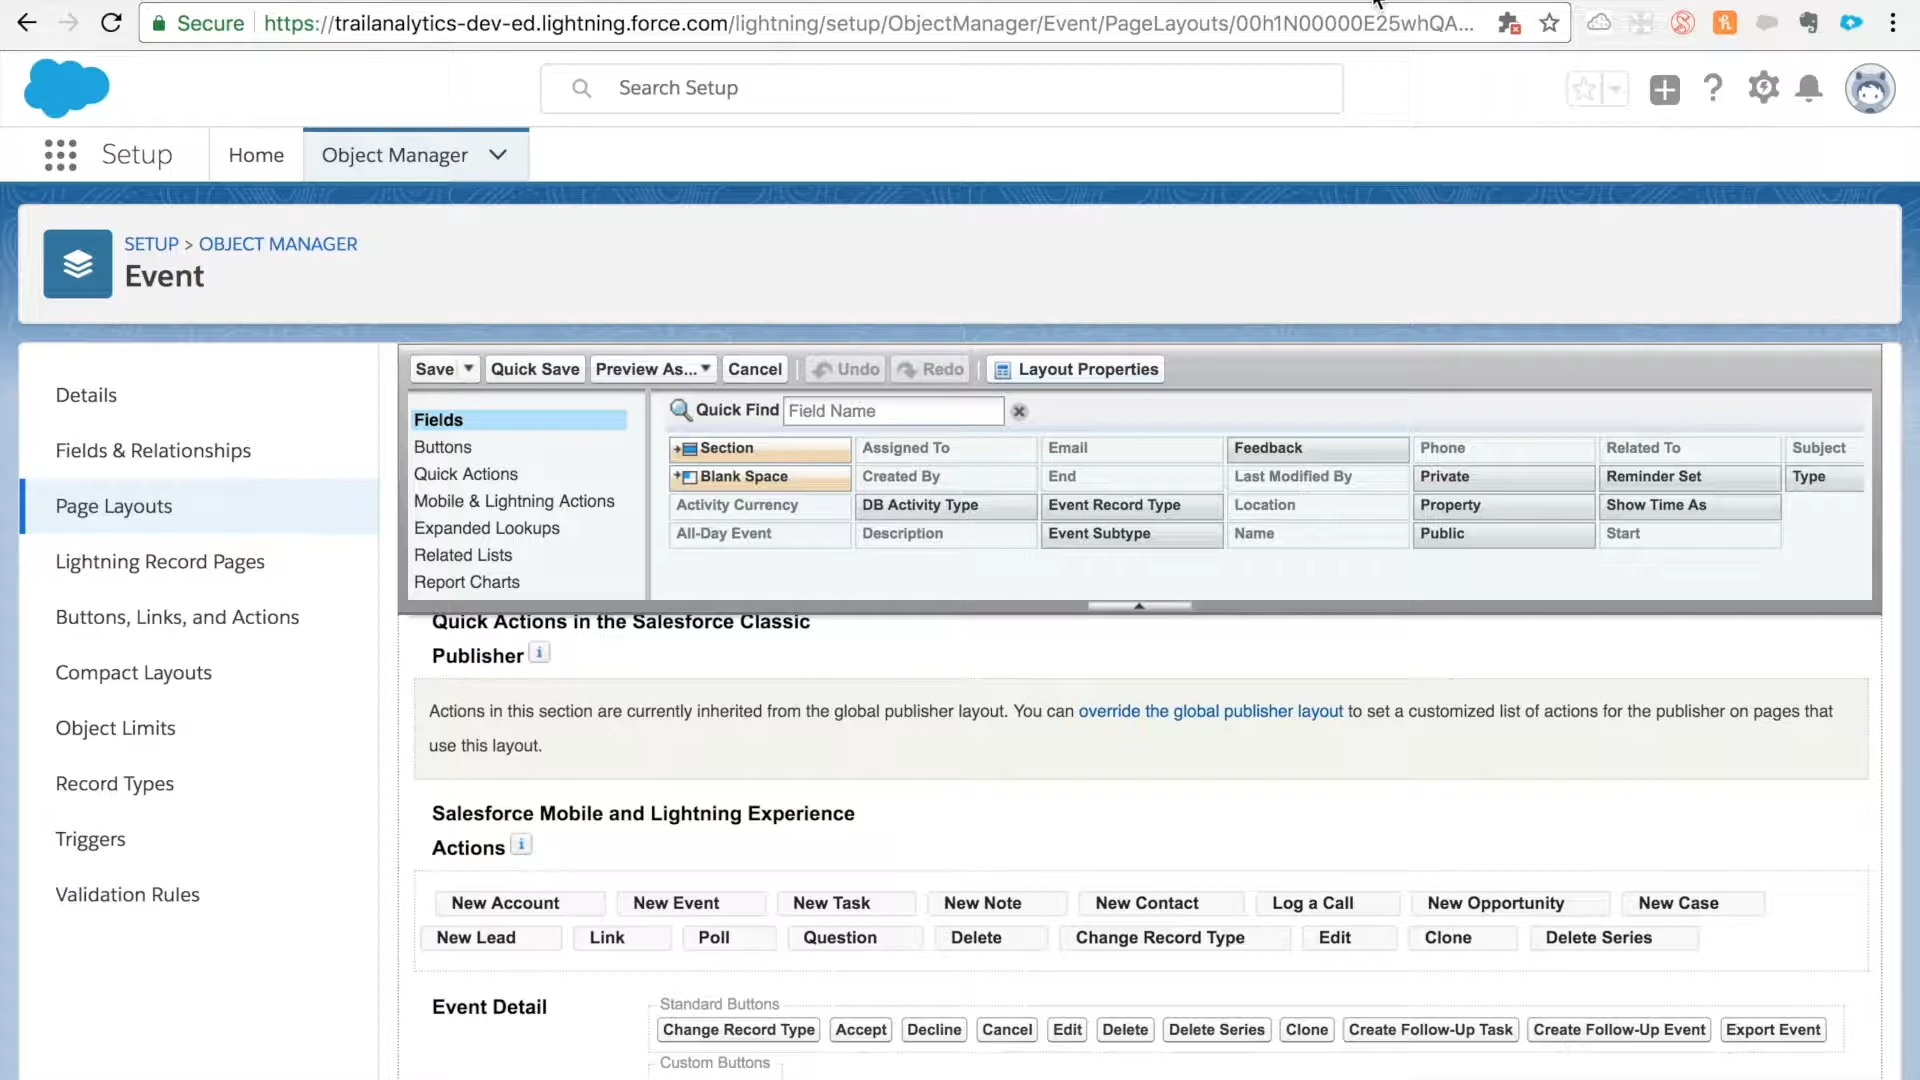 Secure https://trailanalytics-dev-ed.lightning.force.com/lightning/setup/ObjectManager/Event/PageLayouts/00h1N00000E25whQA...
Search Setup
Setup Home Object Manager
SETUP > OBJECT MANAGER
Event
Details
Fields & Relationships
Page Layouts
Lightning Record Pages
Buttons, Links, and Actions
Compact Layouts
Object Limits
Record Types
Triggers
Validation Rules
Save Quick Save Preview As... Cancel Undo Redo Layout Properties
Fields
Buttons
Quick Actions
Mobile & Lightning Actions
Expanded Lookups
Related Lists
Report Charts
Quick Find Field Name
Section Assigned To Email Feedback Phone Related To Subject
Blank Space Created By End Last Modified By Private Reminder Set Type
Activity Currency DB Activity Type Event Record Type Location Property Show Time As
All-Day Event Description Event Subtype Name Public Start
Quick Actions in the Salesforce Classic
Publisher
Actions in this section are currently inherited from the global publisher layout. You can override the global publisher layout to set a customized list of actions for the publisher on pages that
use this layout.
Salesforce Mobile and Lightning Experience
Actions
New Account New Event New Task New Note New Contact Log a Call New Opportunity New Case
New Lead Link Poll Question Delete Change Record Type Edit Clone Delete Series
Event Detail
Standard Buttons
Change Record Type Accept Decline Cancel Edit Delete Delete Series Clone Create Follow-Up Task Create Follow-Up Event Export Event
Custom Buttons